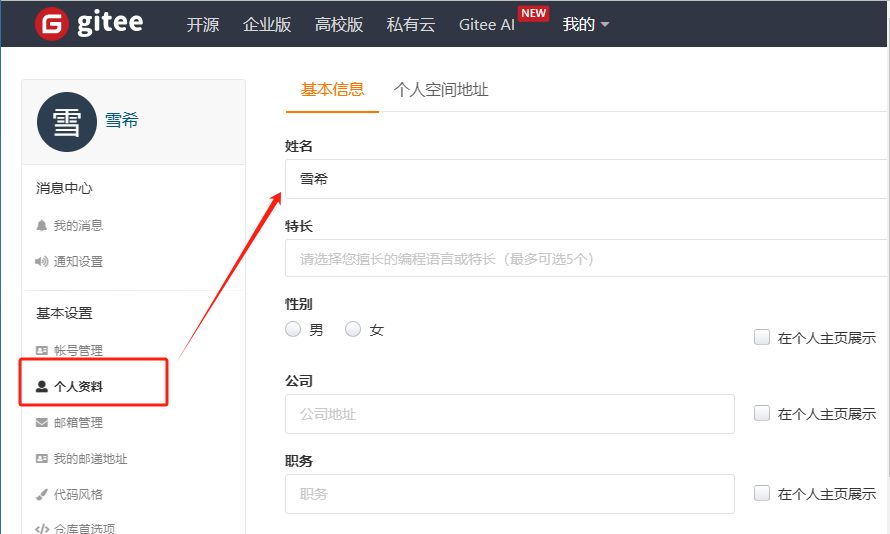 gitee 开源 企业版 高校版 私有云 Gitee AI NEW 我的
雪 雪希
消息中心
我的消息
通知设置
基本设置
帐号管理
个人资料
邮箱管理
我的邮递地址
代码风格
仓库首选项
基本信息 个人空间地址
姓名
雪希
特长
请选择您擅长的编程语言或特长（最多可选5个）
性别
男 女 在个人主页展示
公司
公司地址 在个人主页展示
职务
职务 在个人主页展示